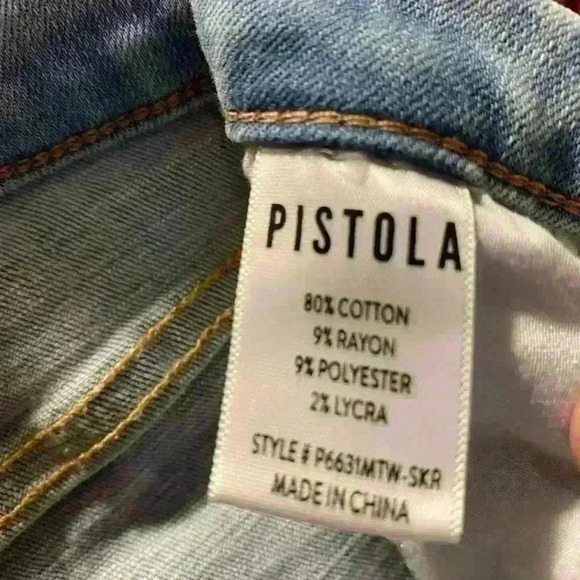 PISTOLA
80% COTTON
9% RAYON
9% POLYESTER
2% LYCRA
STYLE # P6631MTW-SKR
MADE IN CHINA